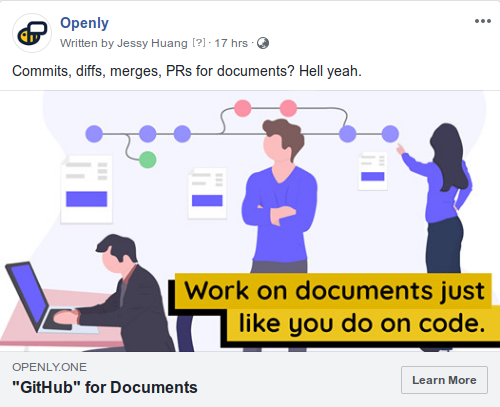 Openly
Written by Jessy Huang [?] · 17 hrs ·
Commits, diffs, merges, PRs for documents? Hell yeah.
Work on documents just
like you do on code.
OPENLY.ONE
"GitHub" for Documents
Learn More